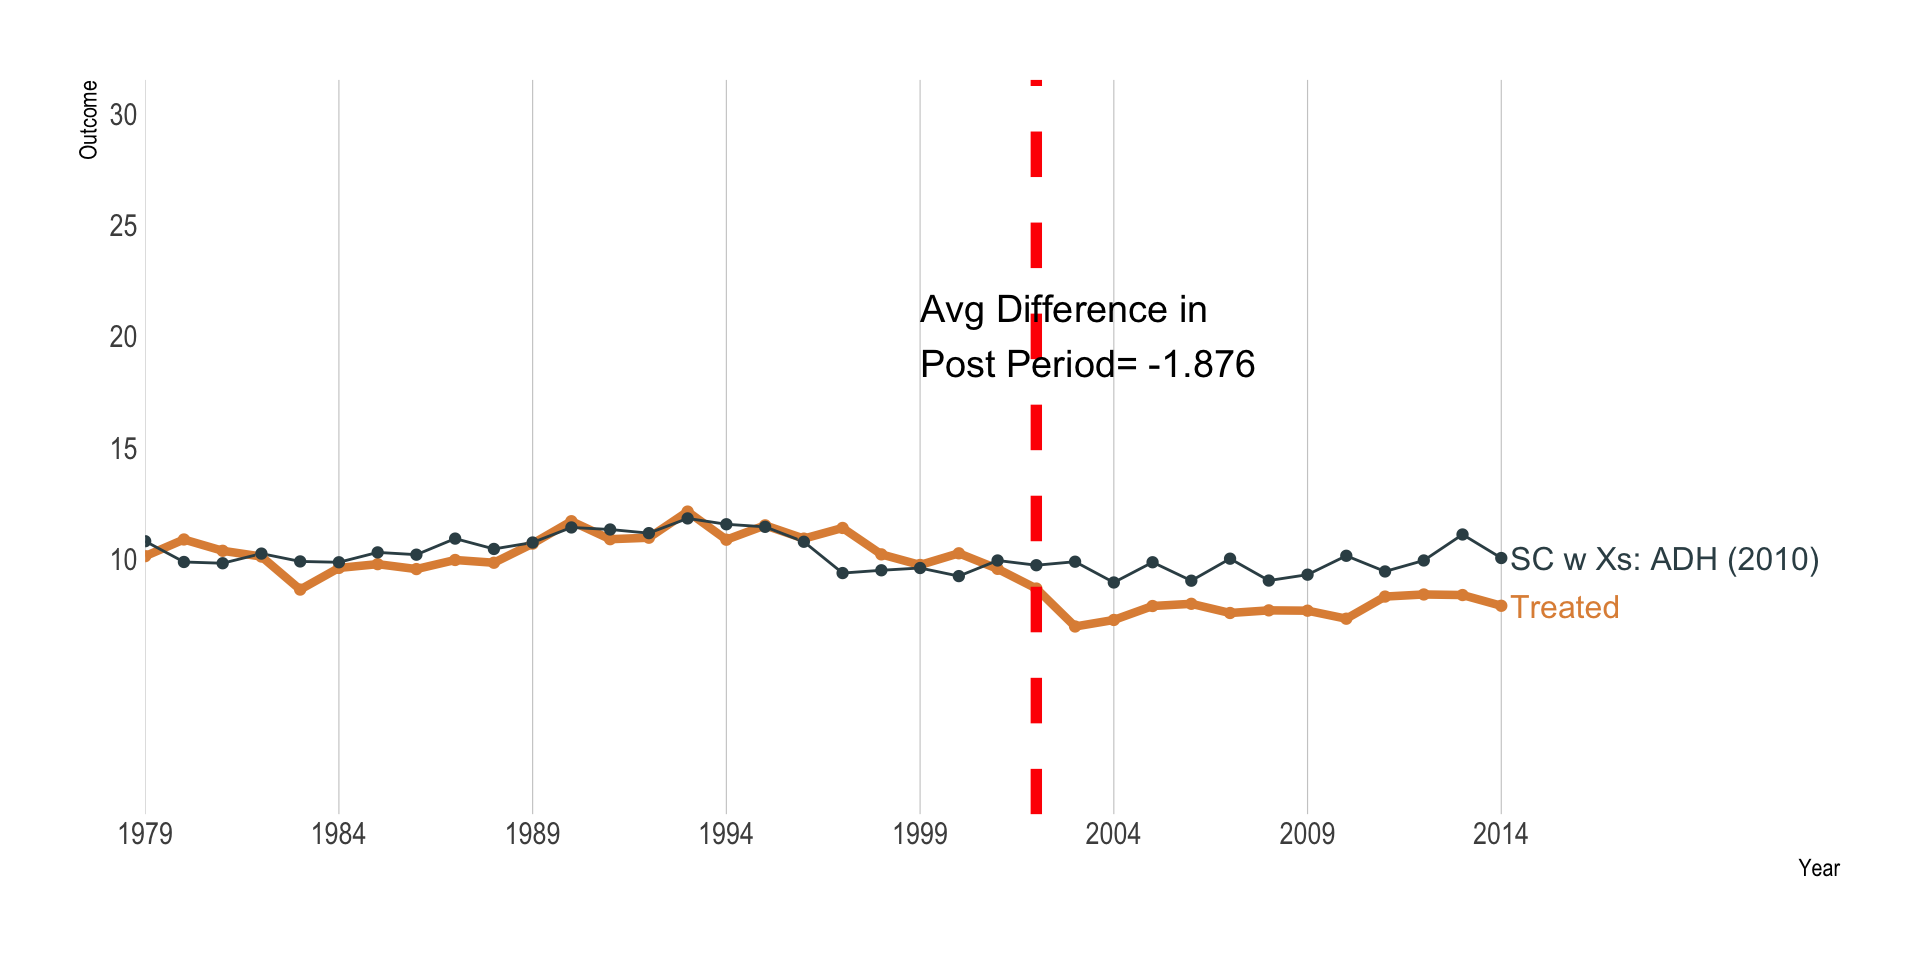 Outcome
30
25
20
15
10
Avg Difference in
Post Period= -1.876
SC w Xs: ADH (2010)
Treated
1979 1984 1989 1994 1999 2004 2009 2014
Year